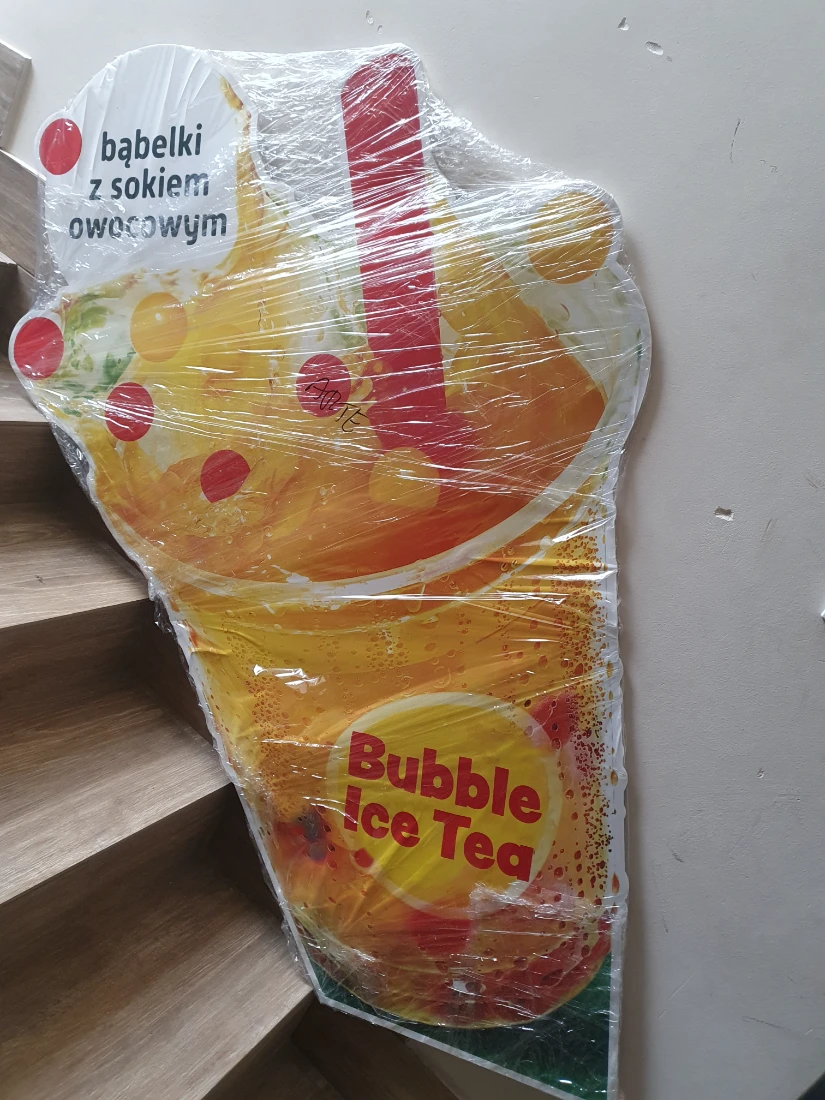 bąbelki
z sokiem
owocowym
Bubble
Ice Tea